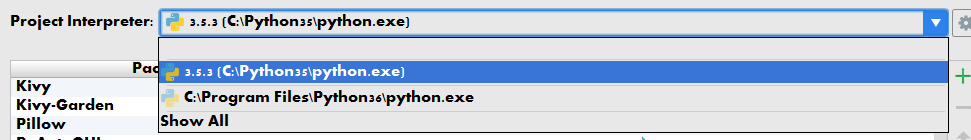 Project Interpreter: 3.5.3 (C:\Python35\python.exe)
Pac
3.5.3 (C:\Python35\python.exe)
Kivy
C:\Program Files\Python36\python.exe
Kivy-Garden
Pillow
Show All